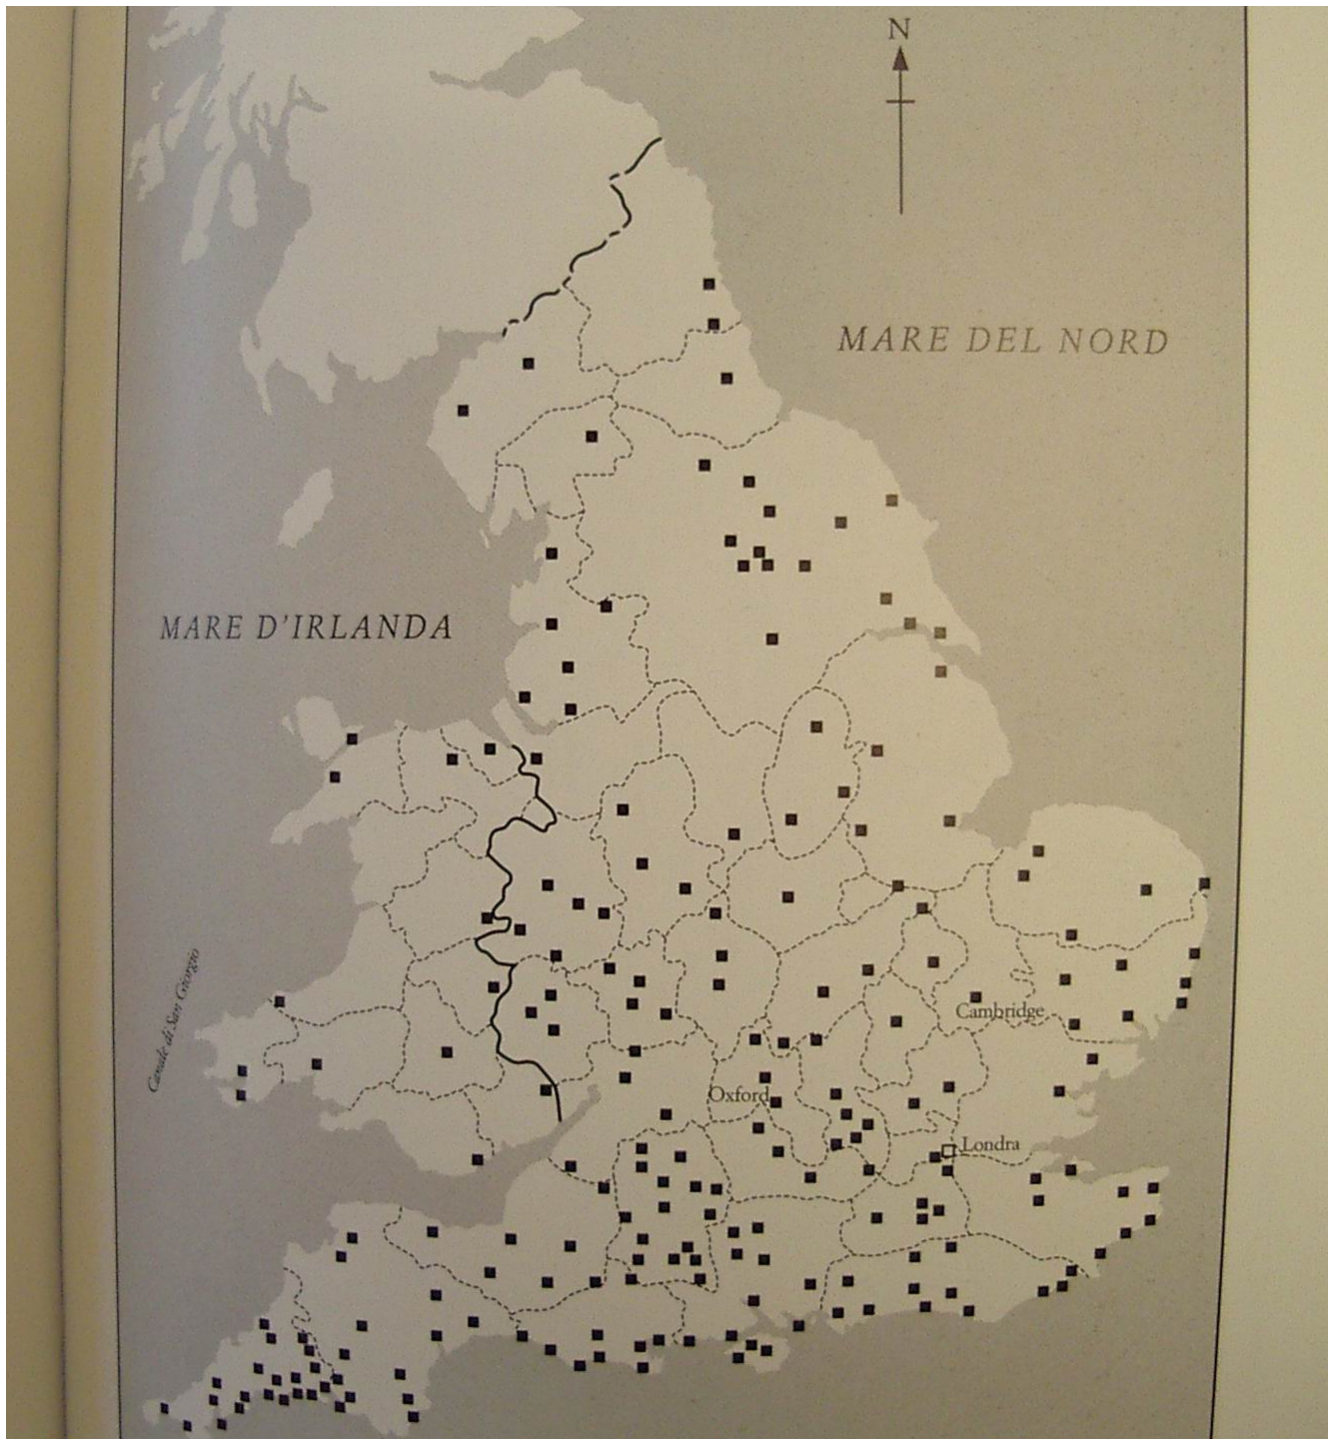 N
MARE DEL NORD
MARE D'IRLANDA
Canale di San Giorgio
Cambridge
Oxford
Londra